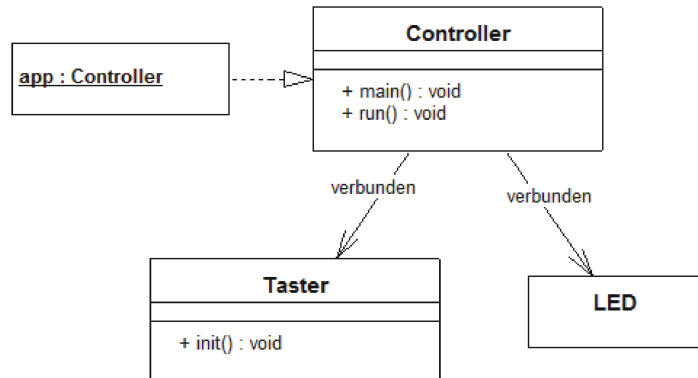 Controller
app : Controller
+ main() : void
+ run() : void
verbunden
verbunden
Taster
LED
+ init() : void